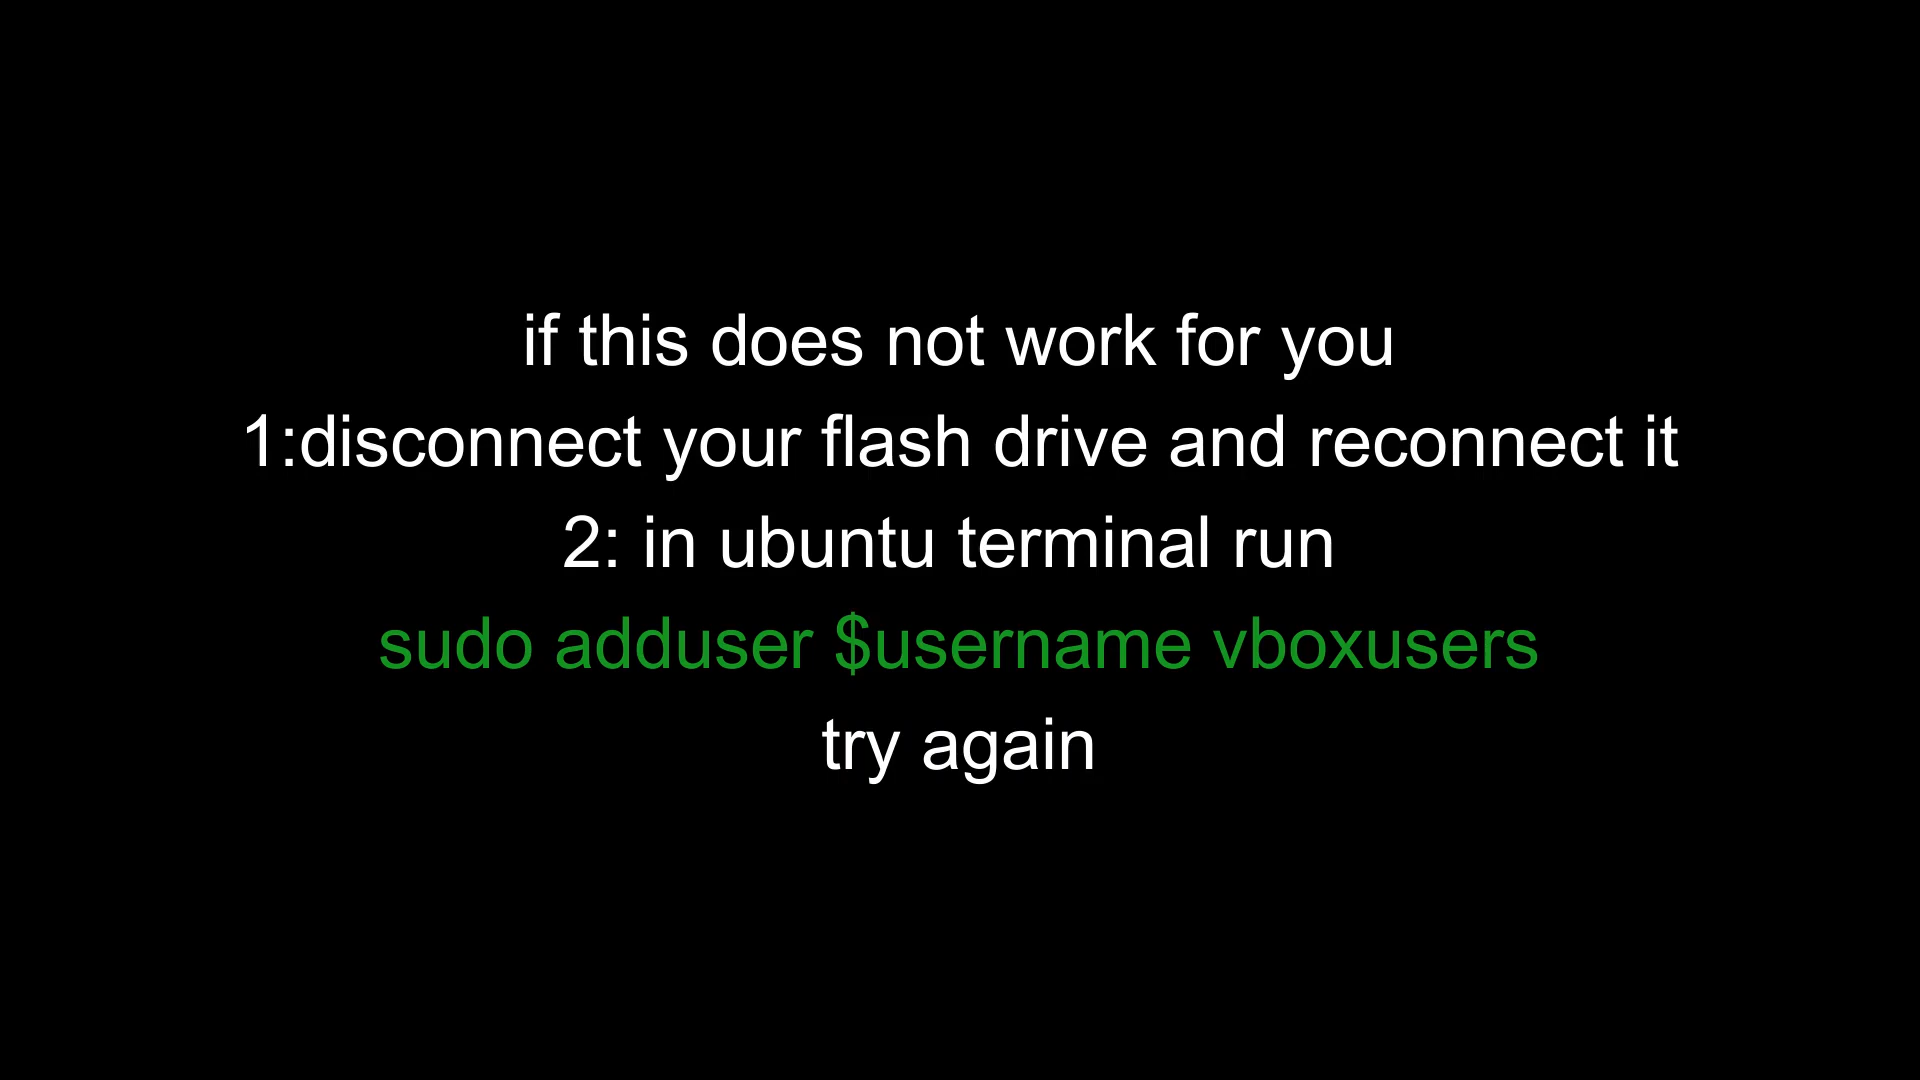 if this does not work for you
1:disconnect your flash drive and reconnect it
2: in ubuntu terminal run
sudo adduser $username vboxusers
try again